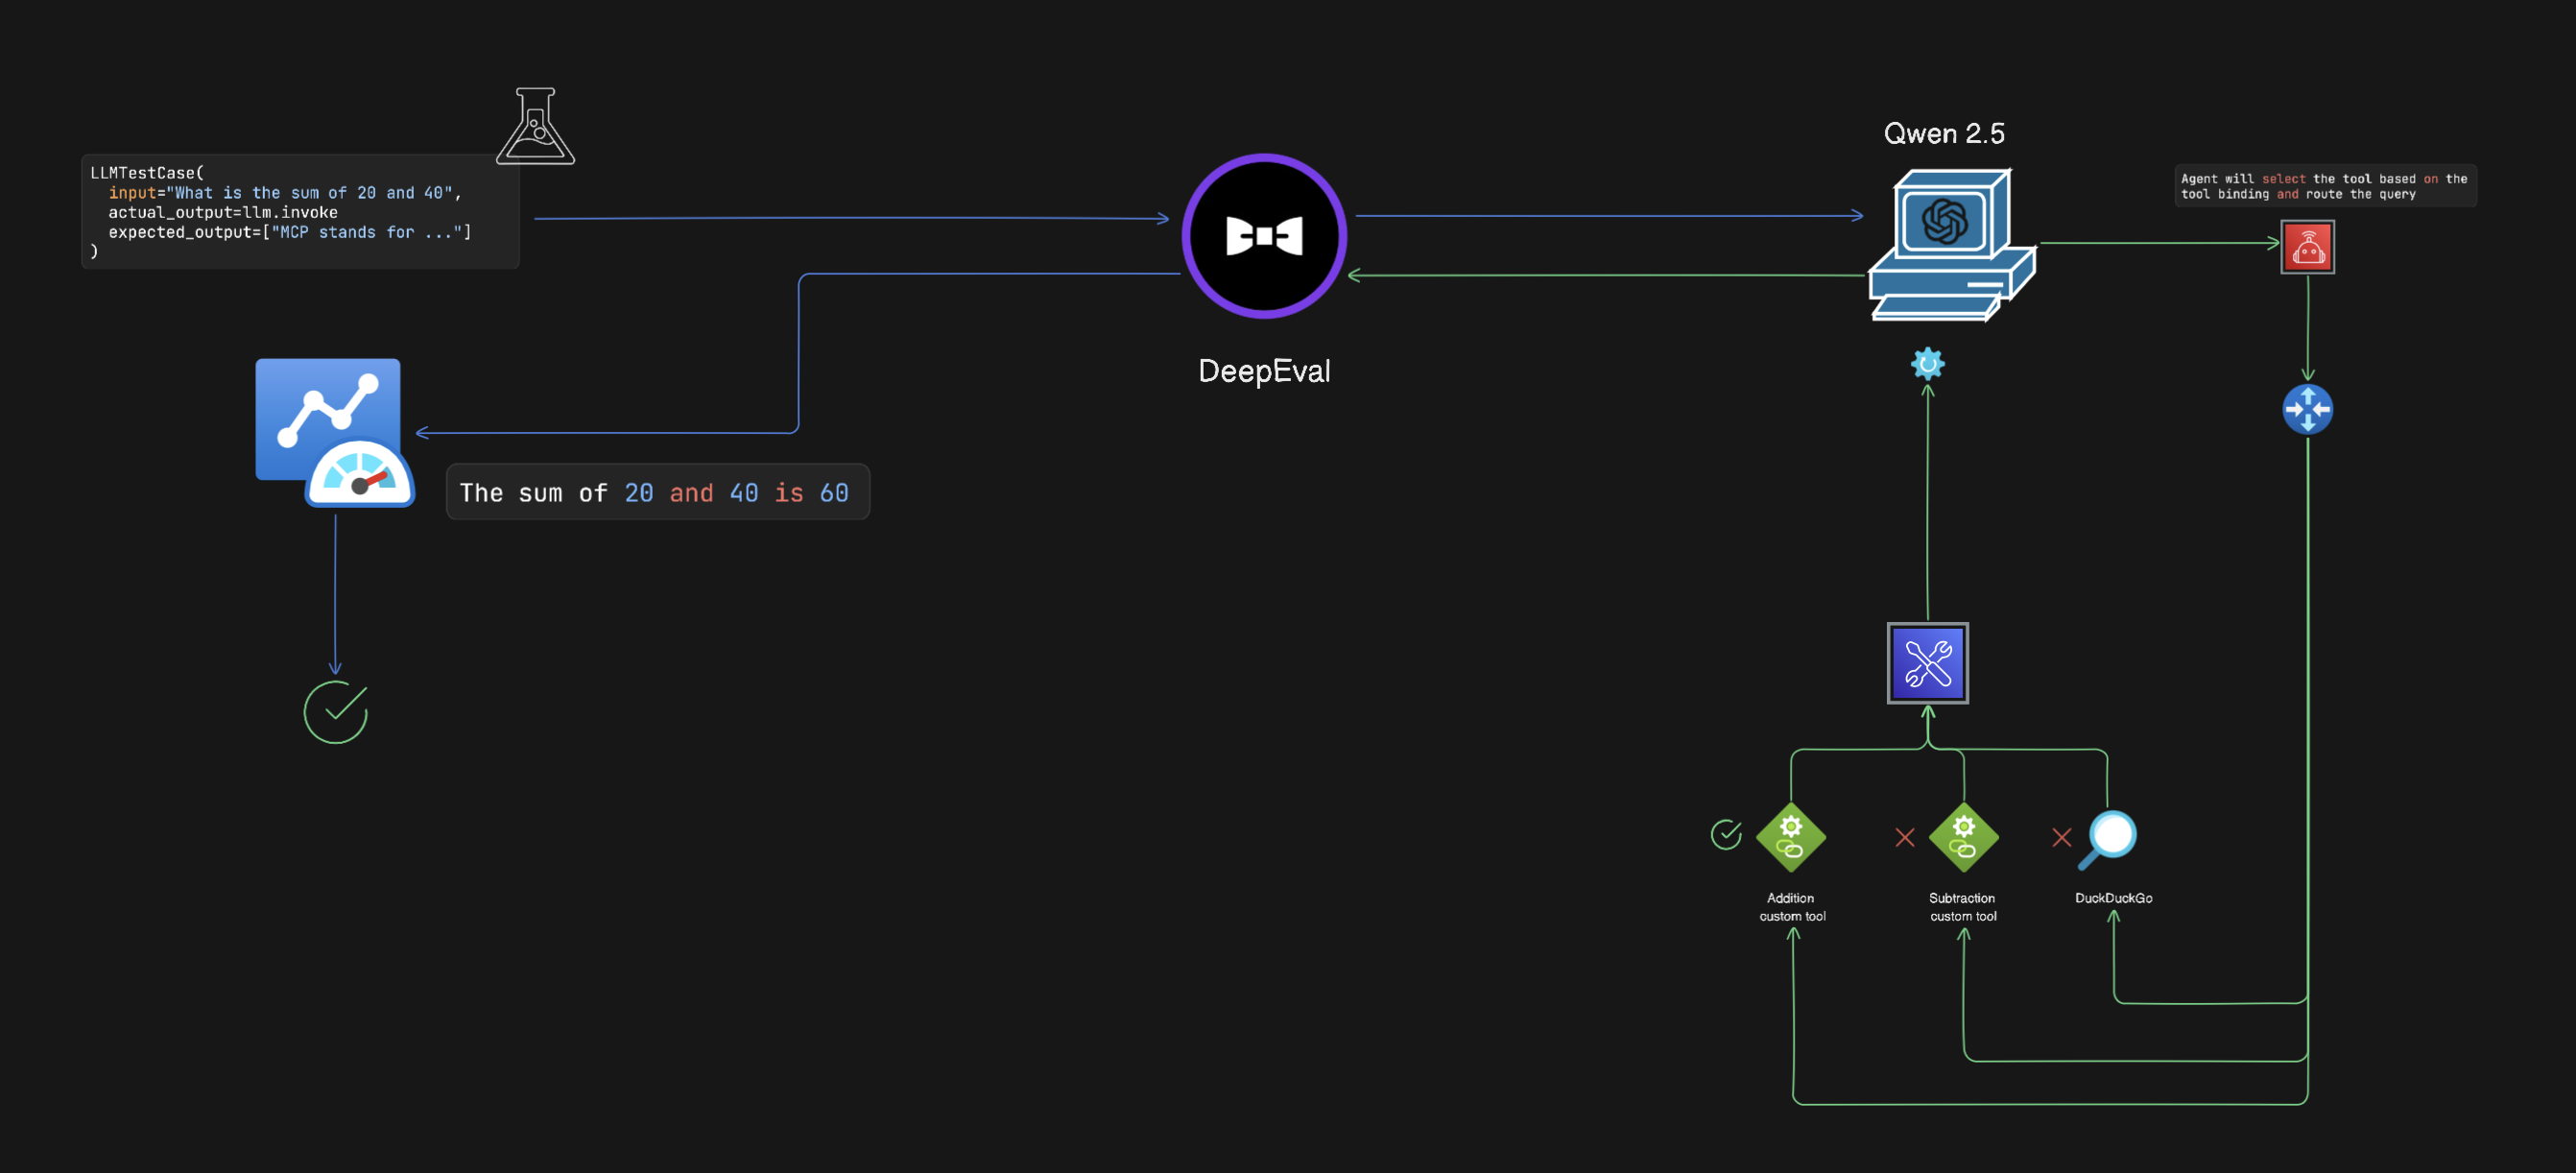 LLMTestCase(
input="What is the sum of 20 and 40",
actual_output=llm.invoke
expected_output=["MCP stands for ..."]
)
DeepEval
Qwen 2.5
Agent will select the tool based on the
tool binding and route the query
The sum of 20 and 40 is 60
Addition
custom tool
Subtraction
custom tool
DuckDuckGo